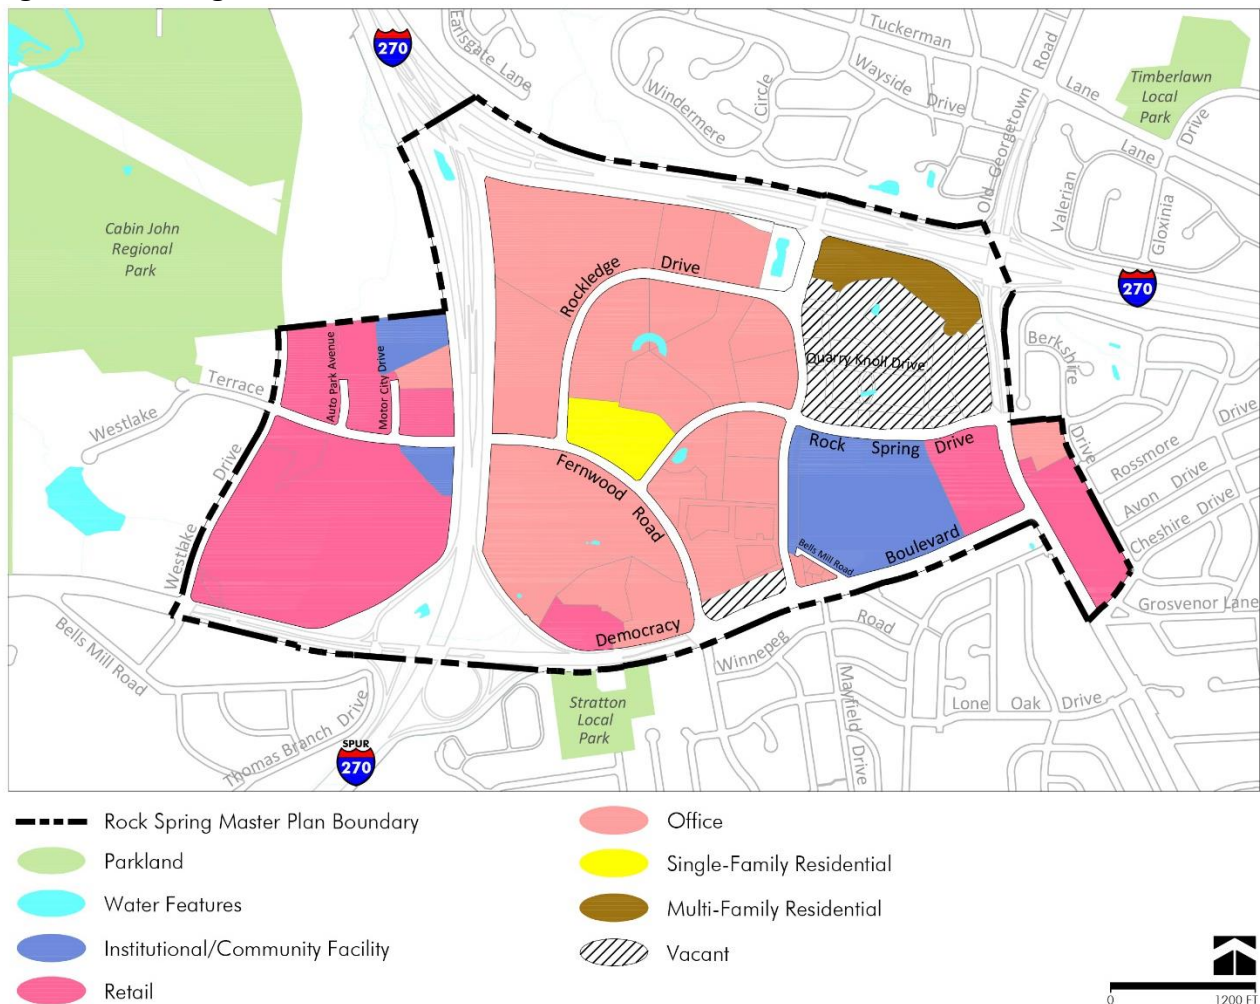 270
Earlsgate Lane
Tuckerman
Lane
Wayside Drive
Windermere
Circle
Old Georgetown
Road
Timberlawn
Local
Park
Drive
Lane
Valerian
Gloxinia
Cabin John
Regional
Park
270
Rockledge Drive
Auto Park Avenue
Motor City Drive
Quarry Knoll Drive
Berkshire
Drive
Terrace
Westlake
Drive
Westlake
Rock Spring Drive
Fernwood
Road
Rossmore Drive
Avon Drive
Cheshire Drive
Bells Mill Road
Boulevard
Democracy
Grosvenor Lane
Bells Mill Road
Winnepeg
Road
Mayfield Drive
Lone Oak Drive
Stratton
Local
Park
Thomas Branch Drive
SPUR
270
Rock Spring Master Plan Boundary
Parkland
Water Features
Institutional/Community Facility
Retail
Office
Single-Family Residential
Multi-Family Residential
Vacant
0 1200 FT